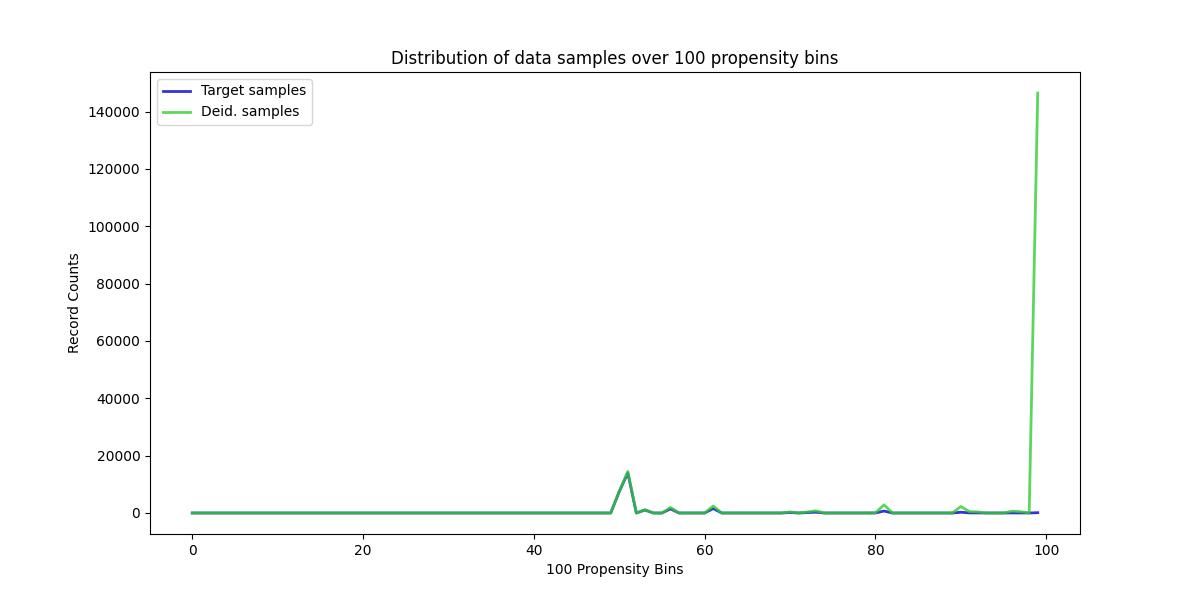 Distribution of data samples over 100 propensity bins
Target samples
Deid. samples
140000
120000
100000
80000
60000
40000
20000
0
Record Counts
0 20 40 60 80 100
100 Propensity Bins